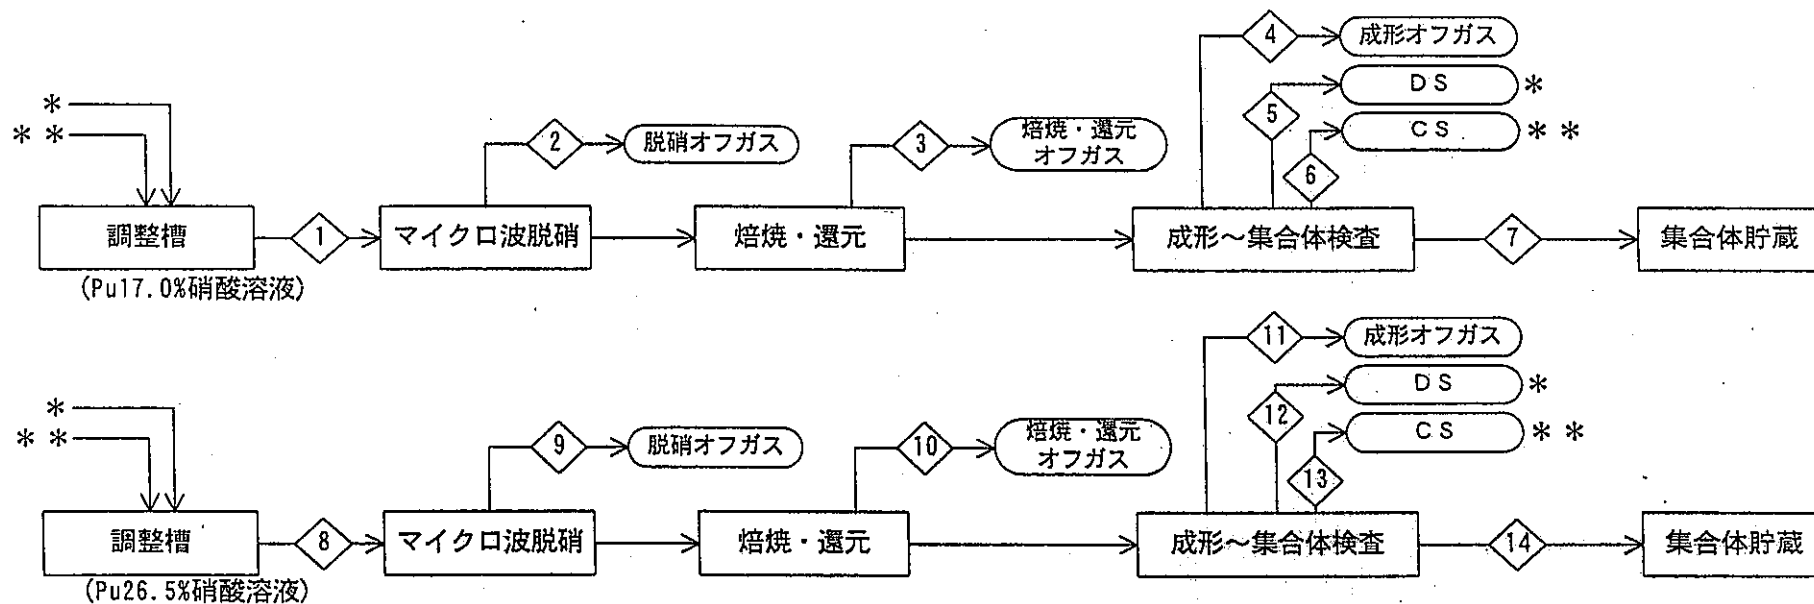 4
成形オフガス
*
DS
*
5
* *
2
脱硝オフガス
3
焙焼・還元
オフガス
CS
* *
6
調整槽
1
マイクロ波脱硝
焙焼・還元
成形～集合体検査
7
集合体貯蔵
(Pu17.0%硝酸溶液)
11
成形オフガス
*
DS
*
12
* *
9
脱硝オフガス
10
焙焼・還元
オフガス
CS
* *
13
調整槽
8
マイクロ波脱硝
焙焼・還元
成形～集合体検査
14
集合体貯蔵
(Pu26.5%硝酸溶液)